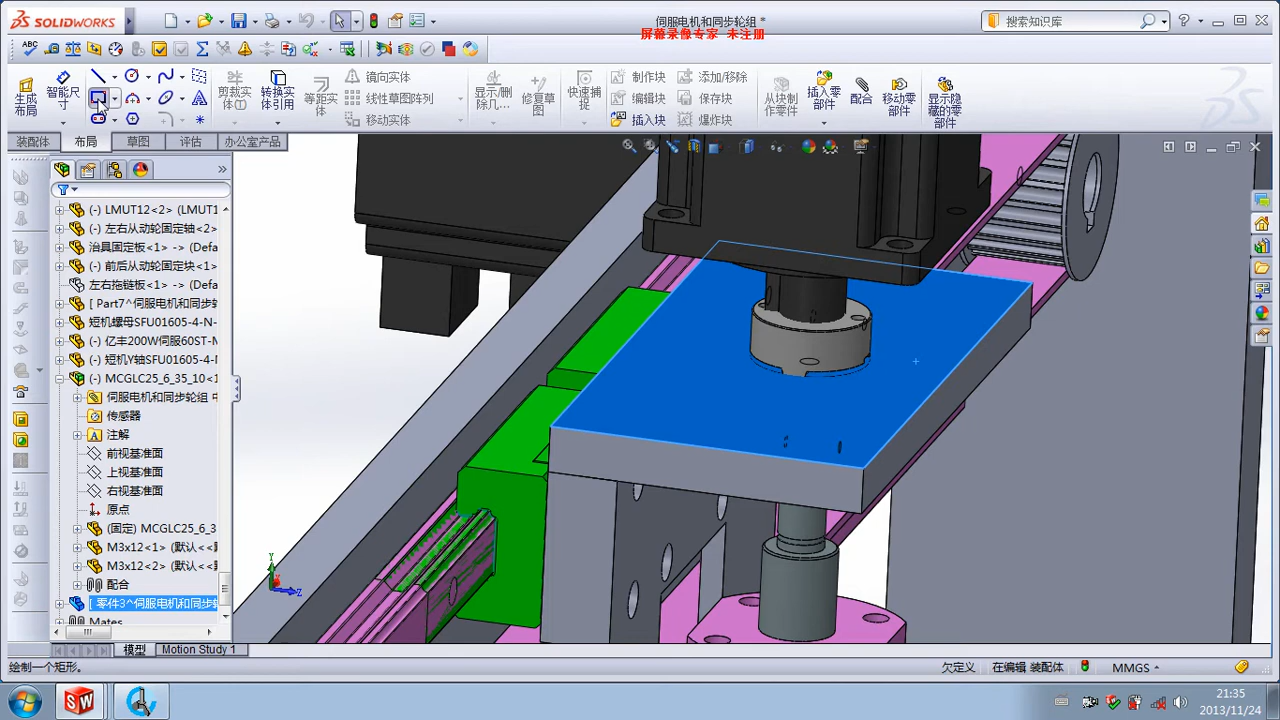 SOLIDWORKS
伺服电机和同步轮组 *
屏幕录像专家 未注册
搜索知识库
生成布局
智能尺寸
剪裁实体(T)
转换实体引用
等距实体
镜向实体
线性草图阵列
移动实体
显示/删除几...
修复草图
快速捕捉
制作块
编辑块
插入块
添加/移除
保存块
爆炸块
从块制作零件
插入零部件
配合
移动零部件
显示隐藏的零部件
装配体
布局
草图
评估
办公室产品
(-) LMUT12<2> (LMUT1
(-) 左右从动轮固定轴<2>
治具固定板<1> -> (Defa
(-) 前后从动轮固定块<1>
左右拖链板<1> -> (Defa
[ Part7^伺服电机和同步轮
短机螺母SFU01605-4-N-
(-) 亿丰200W伺服60ST-M
短机Y轴SFU01605-4-N
(-) MCGLC25_6_35_10<1
伺服电机和同步轮组 中
传感器
注解
前视基准面
上视基准面
右视基准面
原点
(固定) MCGLC25_6_3
M3x12<1> (默认<<
M3x12<2> (默认<<
配合
[ 零件3^伺服电机和同步轮
Mates
模型
Motion Study 1
绘制一个矩形。
欠定义
在编辑 装配体
MMGS
21:35
2013/11/24